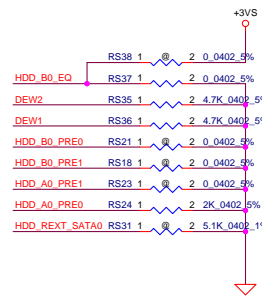 +3VS
RS38 1 @ 2 0_0402_5%
HDD_B0_EQ RS37 1 2 0_0402_5%
DEW2 RS35 1 2 4.7K_0402_5%
DEW1 RS36 1 2 4.7K_0402_5%
HDD_B0_PRE0 RS21 1 @ 2 0_0402_5%
HDD_B0_PRE1 RS18 1 @ 2 0_0402_5%
HDD_A0_PRE1 RS23 1 @ 2 0_0402_5%
HDD_A0_PRE0 RS24 1 2 2K_0402_5%
HDD_REXT_SATA0 RS31 1 @ 2 5.1K_0402_1%